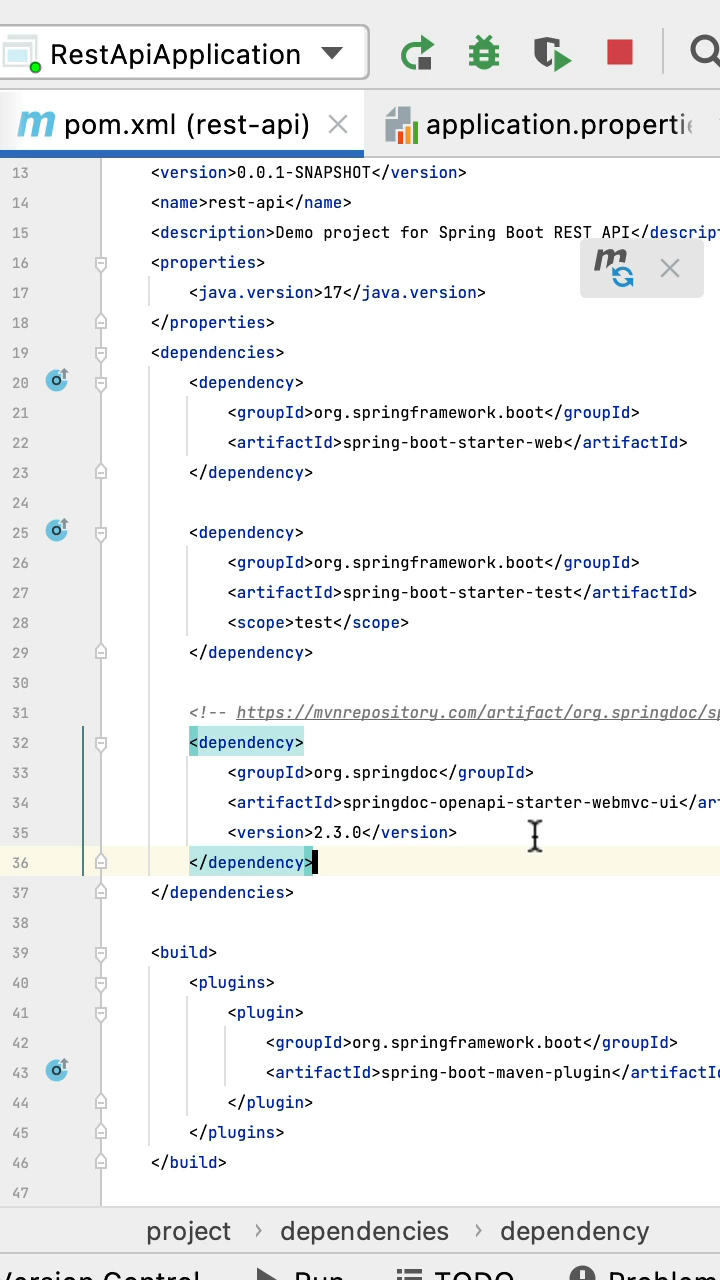 RestApiApplication
m pom.xml (rest-api) application.properti
13 <version>0.0.1-SNAPSHOT</version>
14 <name>rest-api</name>
15 <description>Demo project for Spring Boot REST API</descript
16 <properties>
m
17 <java.version>17</java.version>
18 </properties>
19 <dependencies>
20 <dependency>
21 <groupId>org.springframework.boot</groupId>
22 <artifactId>spring-boot-starter-web</artifactId>
23 </dependency>
24
25 <dependency>
26 <groupId>org.springframework.boot</groupId>
27 <artifactId>spring-boot-starter-test</artifactId>
28 <scope>test</scope>
29 </dependency>
30
31 <!-- https://mvnrepository.com/artifact/org.springdoc/sp
32 <dependency>
33 <groupId>org.springdoc</groupId>
34 <artifactId>springdoc-openapi-starter-webmvc-ui</art
35 <version>2.3.0</version>
36 </dependency>
37 </dependencies>
38
39 <build>
40 <plugins>
41 <plugin>
42 <groupId>org.springframework.boot</groupId>
43 <artifactId>spring-boot-maven-plugin</artifactId
44 </plugin>
45 </plugins>
46 </build>
47
project › dependencies › dependency
Version Control Run TODO Problems